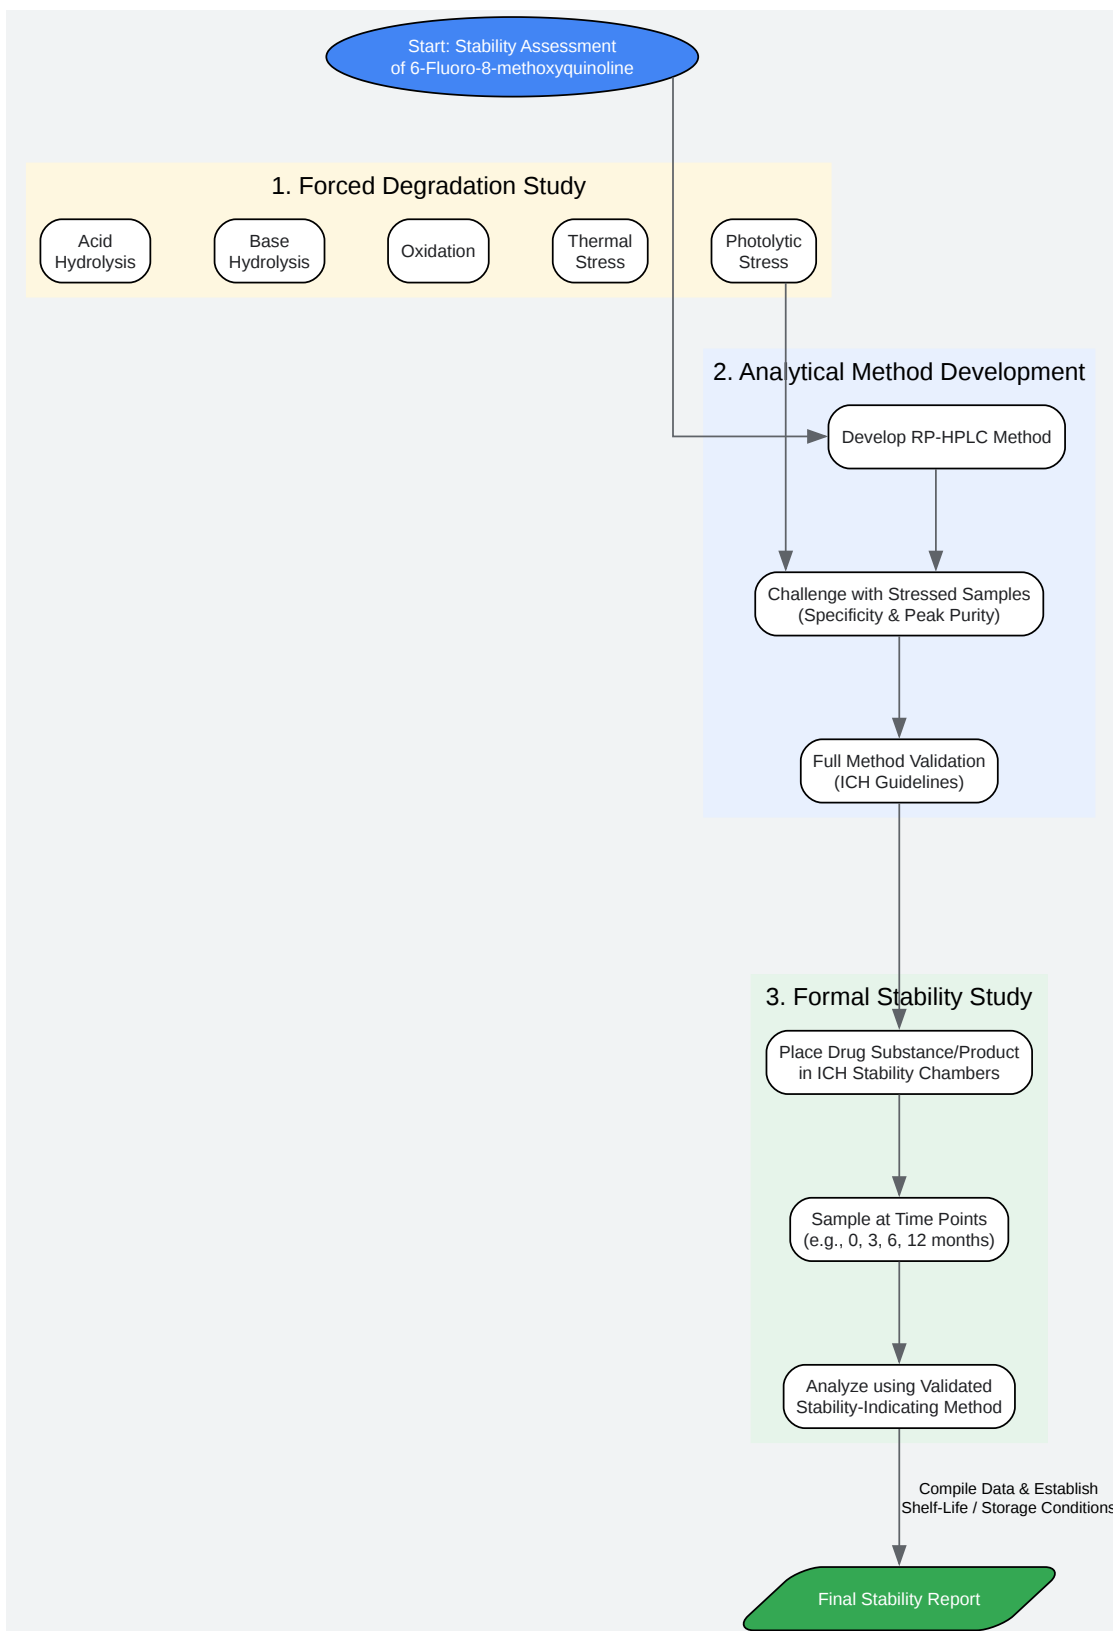 Start: Stability Assessment
of 6-Fluoro-8-methoxyquinoline
1. Forced Degradation Study
Acid
Hydrolysis
Base
Hydrolysis
Oxidation
Thermal
Stress
Photolytic
Stress
2. Analytical Method Development
Develop RP-HPLC Method
Challenge with Stressed Samples
(Specificity & Peak Purity)
Full Method Validation
(ICH Guidelines)
3. Formal Stability Study
Place Drug Substance/Product
in ICH Stability Chambers
Sample at Time Points
(e.g., 0, 3, 6, 12 months)
Analyze using Validated
Stability-Indicating Method
Compile Data & Establish
Shelf-Life / Storage Conditions
Final Stability Report